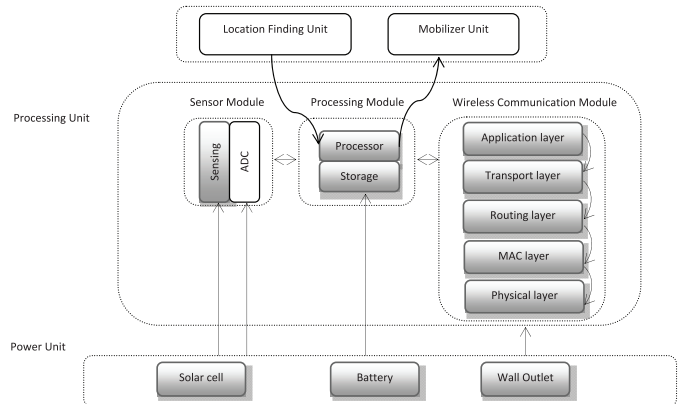 Location Finding Unit
Mobilizer Unit
Processing Unit
Sensor Module
Processing Module
Wireless Communication Module
Sensing
ADC
Processor
Storage
Application layer
Transport layer
Routing layer
MAC layer
Physical layer
Power Unit
Solar cell
Battery
Wall Outlet